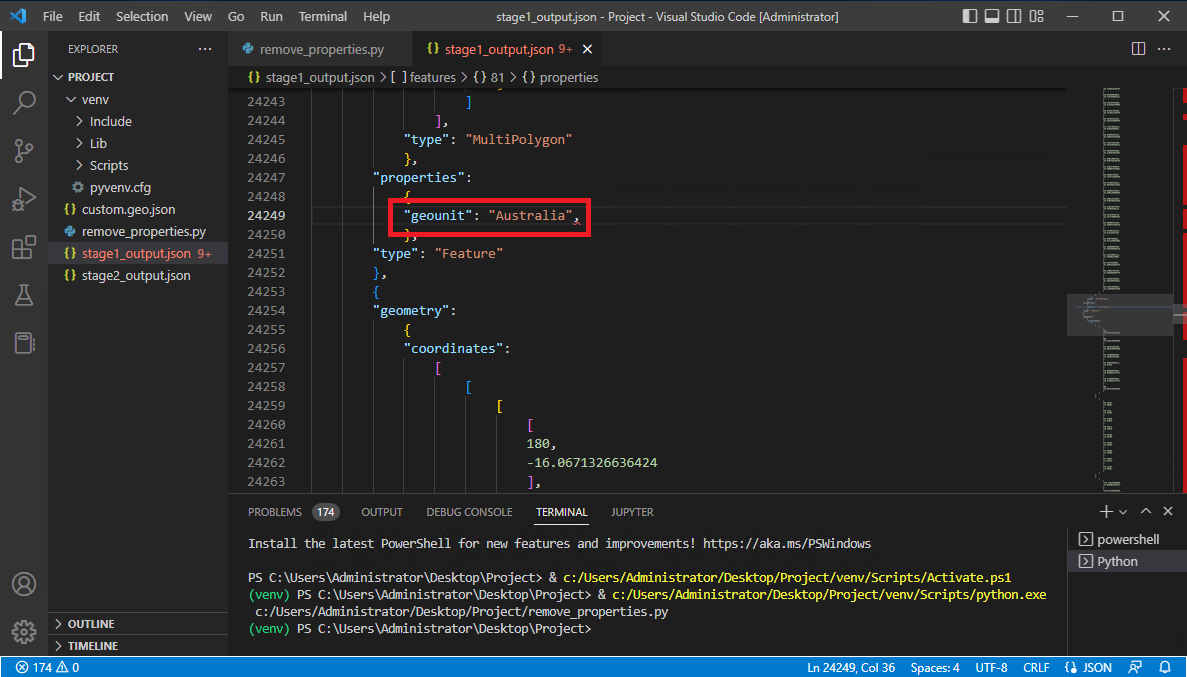 File Edit Selection View Go Run Terminal Help stage1_output.json - Project - Visual Studio Code [Administrator]
EXPLORER
PROJECT
venv
Include
Lib
Scripts
pyvenv.cfg
{} custom.geo.json
remove_properties.py
{} stage1_output.json 9+
{} stage2_output.json
OUTLINE
TIMELINE
remove_properties.py {} stage1_output.json 9+
{} stage1_output.json > [ ] features > {} 81 > {} properties
24243 ]
24244 ],
24245 "type": "MultiPolygon"
24246 },
24247 "properties":
24248 {
24249 "geounit": "Australia",
24250 },
24251 "type": "Feature"
24252 },
24253 {
24254 "geometry":
24255 {
24256 "coordinates":
24257 [
24258 [
24259 [
24260 [
24261 180,
24262 -16.0671326636424
24263 ],
PROBLEMS 174 OUTPUT DEBUG CONSOLE TERMINAL JUPYTER
Install the latest PowerShell for new features and improvements! https://aka.ms/PSWindows
PS C:\Users\Administrator\Desktop\Project> & c:/Users/Administrator/Desktop/Project/venv/Scripts/Activate.ps1
(venv) PS C:\Users\Administrator\Desktop\Project> & c:/Users/Administrator/Desktop/Project/venv/Scripts/python.exe
c:/Users/Administrator/Desktop/Project/remove_properties.py
(venv) PS C:\Users\Administrator\Desktop\Project>
powershell
Python
174 0 Ln 24249, Col 36 Spaces: 4 UTF-8 CRLF {} JSON